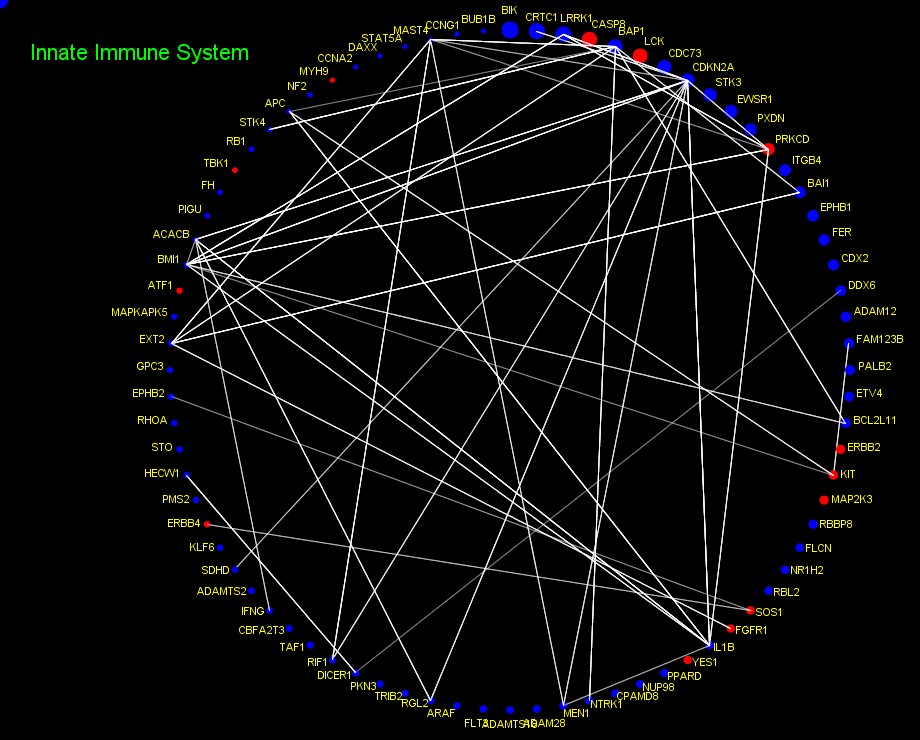 Innate Immune System
BIK
CRTC1
LRRK1
CASP8
BAP1
LCK
CDC73
CDKN2A
STK3
EWSR1
PXDN
PRKCD
ITGB4
BAI1
EPHB1
FER
CDX2
DDX6
ADAM12
FAM123B
PALB2
ETV4
BCL2L11
ERBB2
KIT
MAP2K3
RBBP8
FLCN
NR1H2
RBL2
SOS1
FGFR1
IL1B
YES1
PPARD
NUP98
CPAMD8
NTRK1
MEN1
ADAM28
FLT3
ARAF
RGL2
TRIB2
PKN3
DICER1
RIF1
TAF1
CBFA2T3
IFNG
ADAMTS2
SDHD
KLF6
ERBB4
PMS2
HECW1
STO
RHOA
EPHB2
GPC3
EXT2
MAPKAPK5
ATF1
BMI1
ACACB
PIGU
FH
TBK1
RB1
STK4
APC
NF2
MYH9
CCNA2
DAXX
STAT5A
MAST4
CCNG1
BUB1B